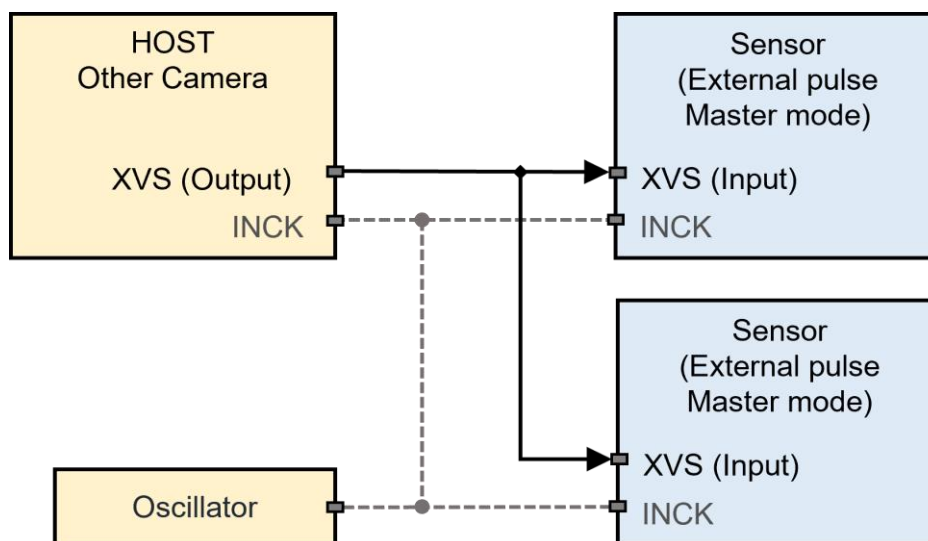 HOST
Other Camera
XVS (Output)
INCK
Sensor
(External pulse
Master mode)
XVS (Input)
INCK
Sensor
(External pulse
Master mode)
XVS (Input)
INCK
Oscillator